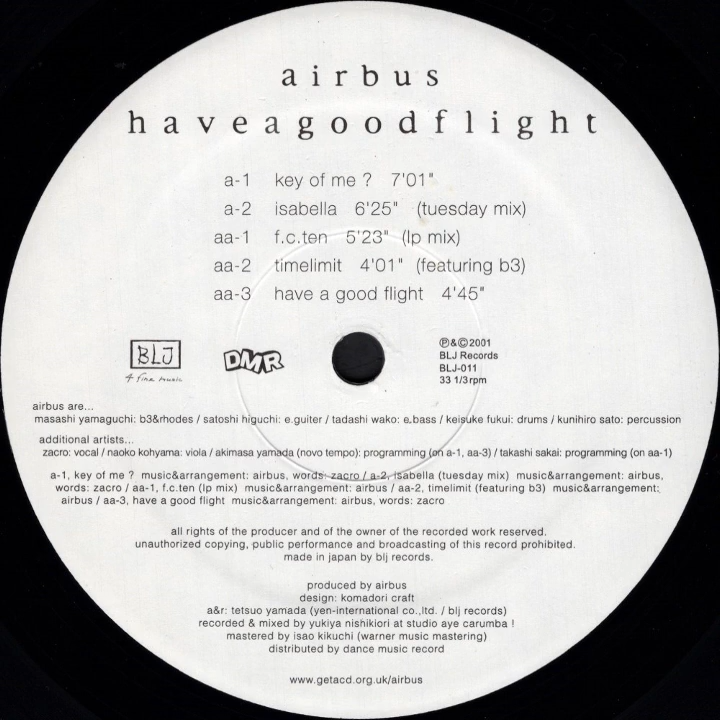 airbus
haveagoodflight
a-1 key of me ? 7'01"
a-2 isabella 6'25" (tuesday mix)
aa-1 f.c.ten 5'23" (lp mix)
aa-2 timelimit 4'01" (featuring b3)
aa-3 have a good flight 4'45"
BLJ
4 fine music
DMR
℗&©2001
BLJ Records
BLJ-011
33 1/3rpm
airbus are...
masashi yamaguchi: b3&rhodes / satoshi higuchi: e.guiter / tadashi wako: e.bass / keisuke fukui: drums / kunihiro sato: percussion
additional artists...
zacro: vocal / naoko kohyama: viola / akimasa yamada (novo tempo): programming (on a-1, aa-3) / takashi sakai: programming (on aa-1)
a-1, key of me ? music&arrangement: airbus, words: zacro / a-2, isabella (tuesday mix) music&arrangement: airbus,
words: zacro / aa-1, f.c.ten (lp mix) music&arrangement: airbus / aa-2, timelimit (featuring b3) music&arrangement:
airbus / aa-3, have a good flight music&arrangement: airbus, words: zacro
all rights of the producer and of the owner of the recorded work reserved.
unauthorized copying, public performance and broadcasting of this record prohibited.
made in japan by blj records.
produced by airbus
design: komadori craft
a&r: tetsuo yamada (yen-international co.,ltd. / blj records)
recorded & mixed by yukiya nishikiori at studio aye carumba !
mastered by isao kikuchi (warner music mastering)
distributed by dance music record
www.getacd.org.uk/airbus